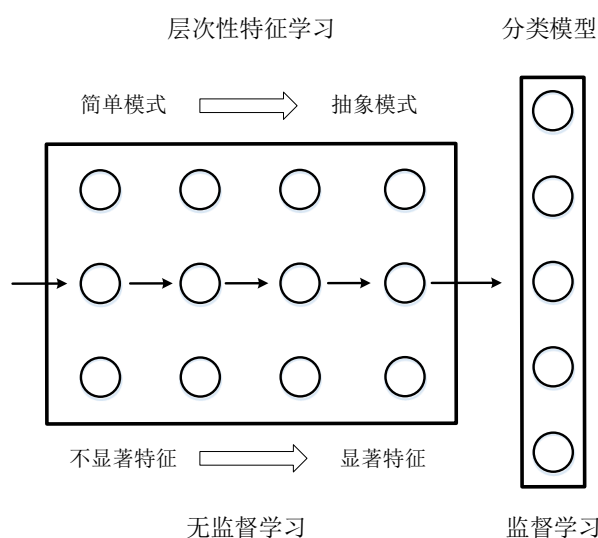 层次性特征学习
分类模型
简单模式
抽象模式
不显著特征
显著特征
无监督学习
监督学习